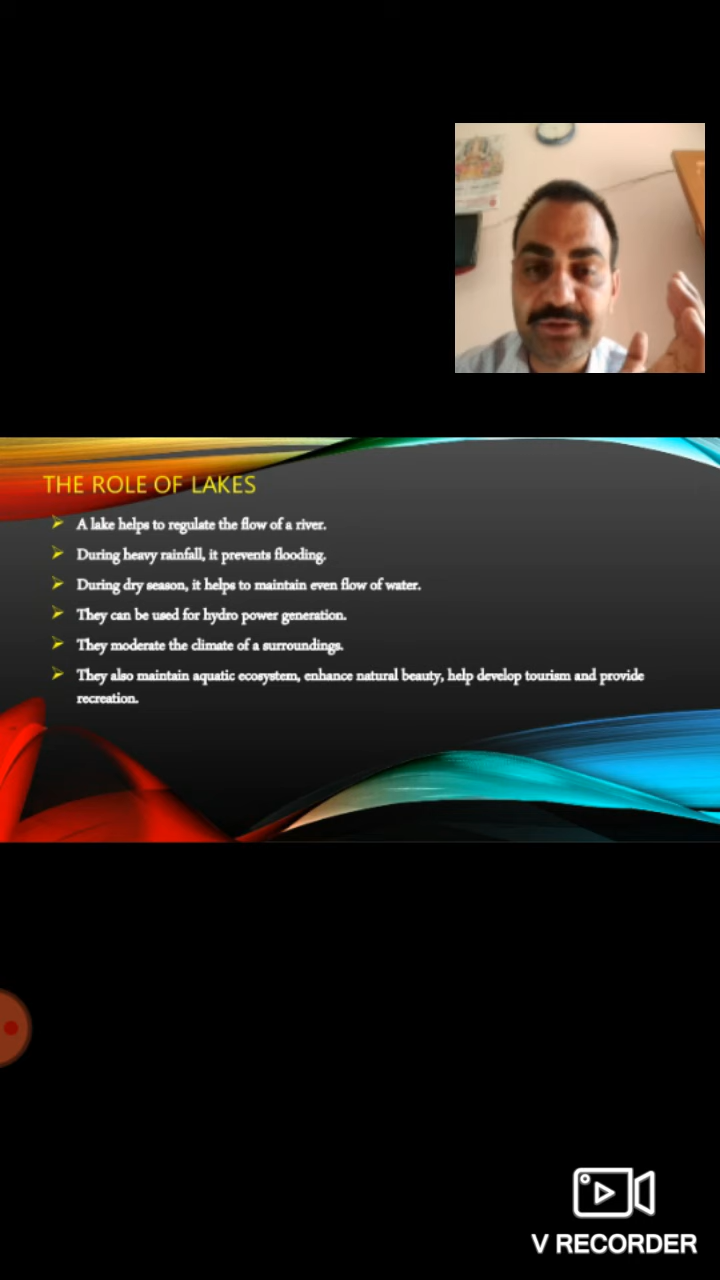 THE ROLE OF LAKES
A lake helps to regulate the flow of a river.
During heavy rainfall, it prevents flooding.
During dry season, it helps to maintain even flow of water.
They can be used for hydro power generation.
They moderate the climate of a surroundings.
They also maintain aquatic ecosystem, enhance natural beauty, help develop tourism and provide
recreation.
V RECORDER